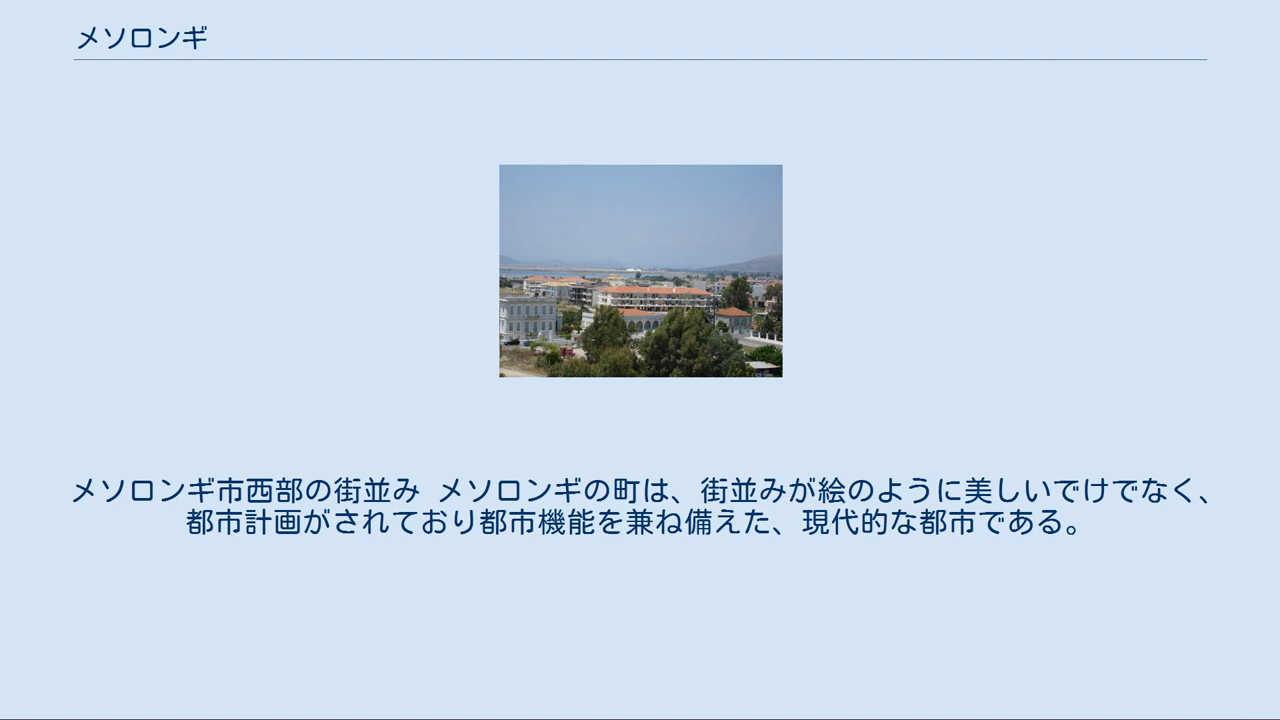 メソロンギ
メソロンギ市西部の街並み メソロンギの町は、街並みが絵のように美しいでけでなく、
都市計画がされており都市機能を兼ね備えた、現代的な都市である。